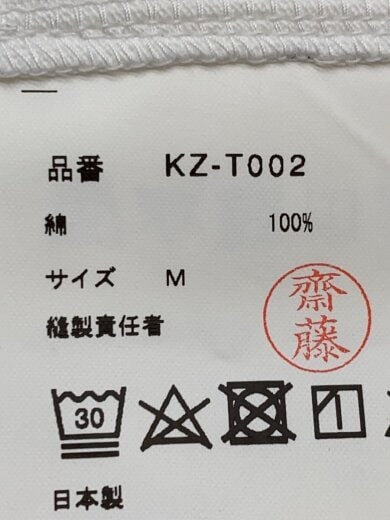 品番 KZ-T002
綿 100%
サイズ M
縫製責任者
齋藤
30
日本製